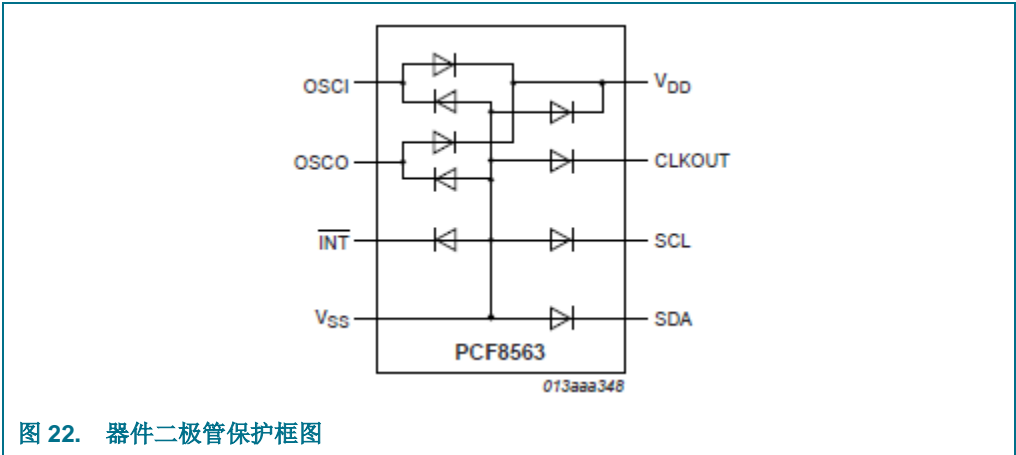 OSCI
VDD
OSCO
CLKOUT
INT
SCL
VSS
SDA
PCF8563
013aaa348
图 22. 器件二极管保护框图